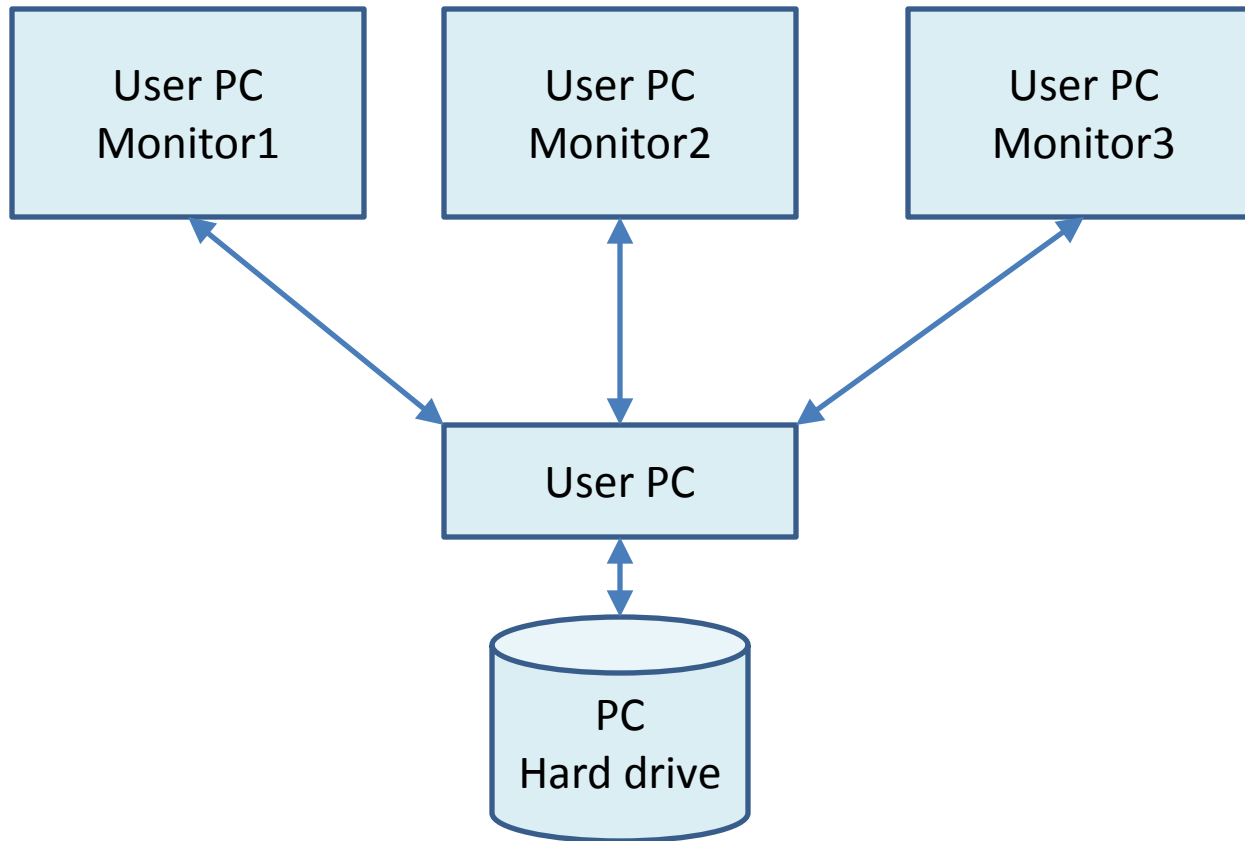 User PC
Monitor1
User PC
Monitor2
User PC
Monitor3
User PC
PC
Hard drive